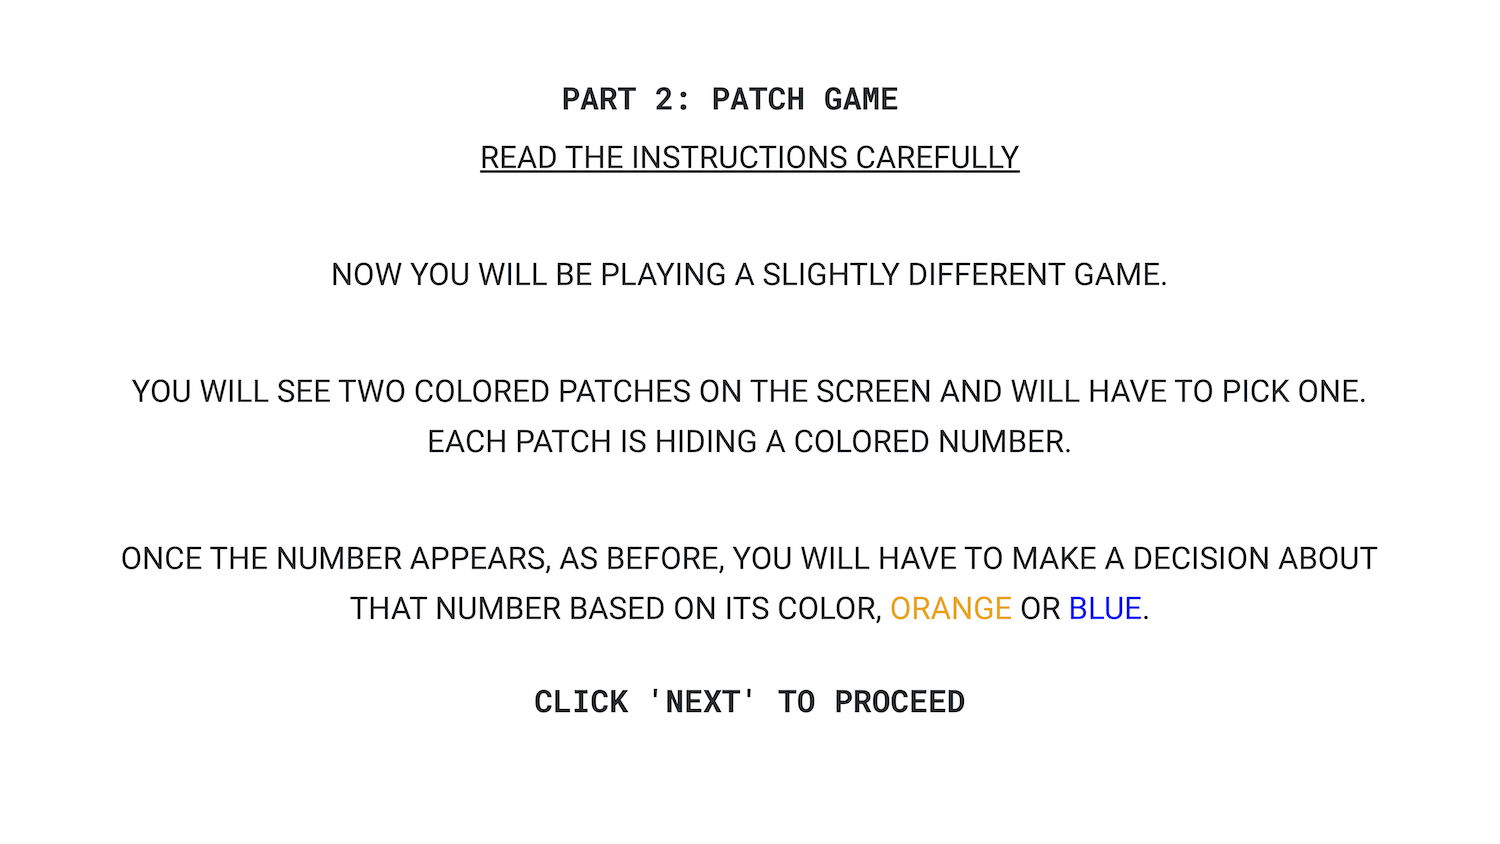 PART 2: PATCH GAME
READ THE INSTRUCTIONS CAREFULLY
NOW YOU WILL BE PLAYING A SLIGHTLY DIFFERENT GAME.
YOU WILL SEE TWO COLORED PATCHES ON THE SCREEN AND WILL HAVE TO PICK ONE.
EACH PATCH IS HIDING A COLORED NUMBER.
ONCE THE NUMBER APPEARS, AS BEFORE, YOU WILL HAVE TO MAKE A DECISION ABOUT
THAT NUMBER BASED ON ITS COLOR, ORANGE OR BLUE.
CLICK 'NEXT' TO PROCEED